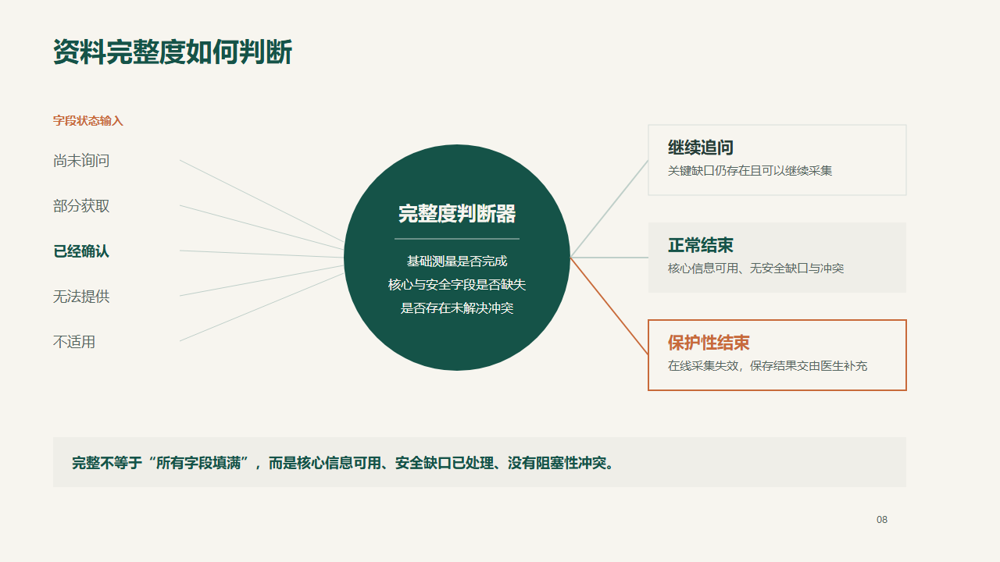 资料完整度如何判断
字段状态输入
尚未询问
部分获取
已经确认
无法提供
不适用
完整度判断器
基础测量是否完成
核心与安全字段是否缺失
是否存在未解决冲突
继续追问
关键缺口仍存在且可以继续采集
正常结束
核心信息可用、无安全缺口与冲突
保护性结束
在线采集失效，保存结果交由医生补充
完整不等于“所有字段填满”，而是核心信息可用、安全缺口已处理、没有阻塞性冲突。
08